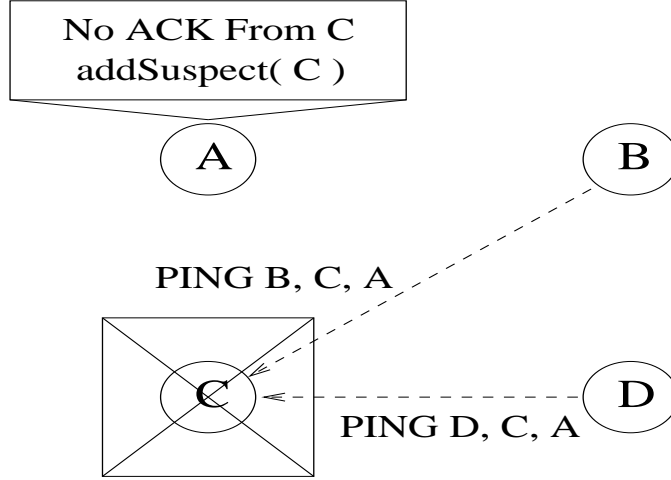 No ACK From C
addSuspect( C )
A
B
PING B, C, A
C
D
PING D, C, A